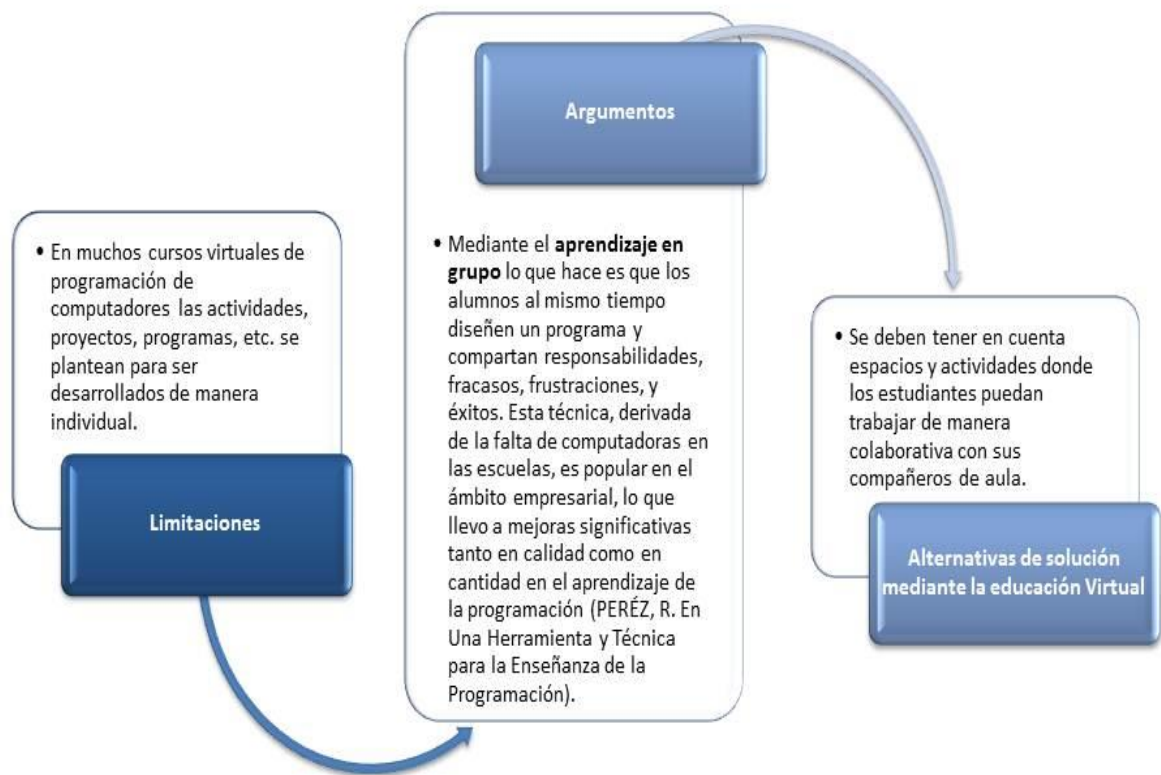 • En muchos cursos virtuales de
programación de
computadores las actividades,
proyectos, programas, etc. se
plantean para ser
desarrollados de manera
individual.
Limitaciones
Argumentos
• Mediante el aprendizaje en
grupo lo que hace es que los
alumnos al mismo tiempo
diseñen un programa y
compartan responsabilidades,
fracasos, frustraciones, y
éxitos. Esta técnica, derivada
de la falta de computadoras en
las escuelas, es popular en el
ámbito empresarial, lo que
llevo a mejoras significativas
tanto en calidad como en
cantidad en el aprendizaje de
la programación (PERÉZ, R. En
Una Herramienta y Técnica
para la Enseñanza de la
Programación).
• Se deben tener en cuenta
espacios y actividades donde
los estudiantes puedan
trabajar de manera
colaborativa con sus
compañeros de aula.
Alternativas de solución
mediante la educación Virtual